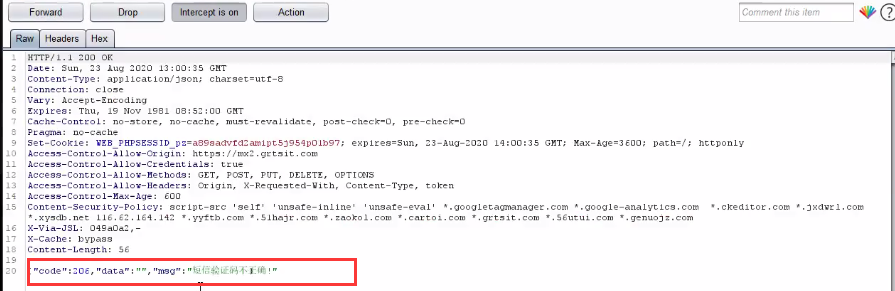 Forward Drop Intercept is on Action Comment this item ?
Raw Headers Hex
1 HTTP/1.1 200 OK
2 Date: Sun, 23 Aug 2020 13:00:35 GMT
3 Content-Type: application/json; charset=utf-8
4 Connection: close
5 Vary: Accept-Encoding
6 Expires: Thu, 19 Nov 1981 08:52:00 GMT
7 Cache-Control: no-store, no-cache, must-revalidate, post-check=0, pre-check=0
8 Pragma: no-cache
9 Set-Cookie: WEB_PHPSESSID_pz=a89sadvfd2amipt5j954p01b97; expires=Sun, 23-Aug-2020 14:00:35 GMT; Max-Age=3600; path=/; httponly
10 Access-Control-Allow-Origin: https://mx2.grtsit.com
11 Access-Control-Allow-Credentials: true
12 Access-Control-Allow-Methods: GET, POST, PUT, DELETE, OPTIONS
13 Access-Control-Allow-Headers: Origin, X-Requested-With, Content-Type, token
14 Access-Control-Max-Age: 600
15 Content-Security-Policy: script-src 'self' 'unsafe-inline' 'unsafe-eval' *.googletagmanager.com *.google-analytics.com *.ckeditor.com *.jxdwrl.com
*.xysdb.net 116.62.164.142 *.yyftb.com *.51hajr.com *.zaokol.com *.cartoi.com *.grtsit.com *.56utui.com *.genuojz.com
16 X-Via-JSL: 049a0a2,-
17 X-Cache: bypass
18 Content-Length: 56
19
20 {"code":206,"data":"","msg":"短信验证码不正确!"